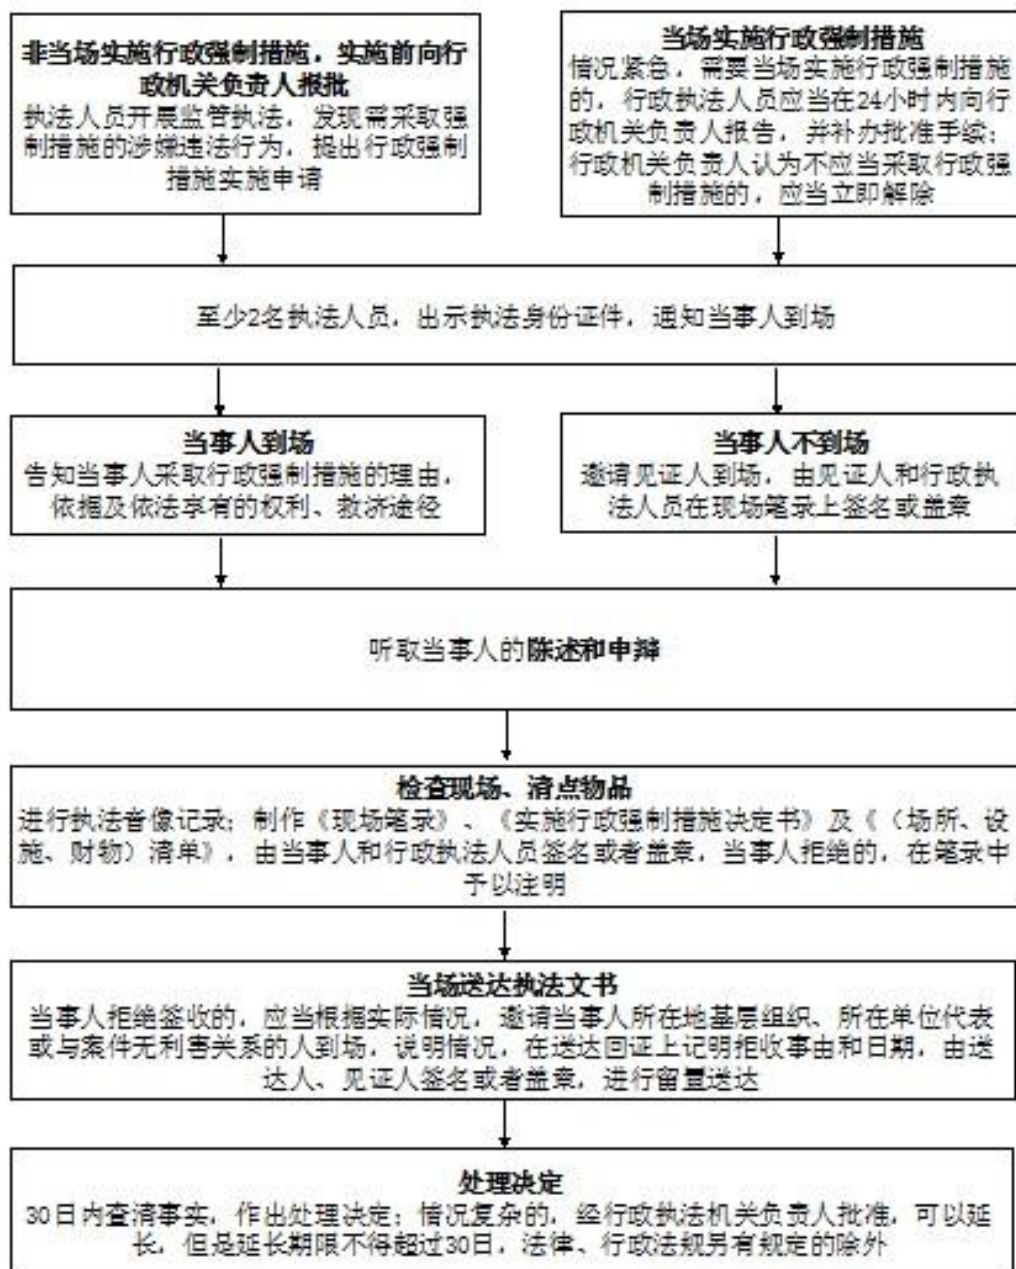 非当场实施行政强制措施，实施前向行
政机关负责人报批
执法人员开展监管执法，发现需采取强
制措施的涉嫌违法行为，提出行政强制
措施实施申请
当场实施行政强制措施
情况紧急，需要当场实施行政强制措施
的，行政执法人员应当在24小时内向行
政机关负责人报告，并补办批准手续；
行政机关负责人认为不应当采取行政强
制措施的，应当立即解除
至少2名执法人员，出示执法身份证件，通知当事人到场
当事人到场
告知当事人采取行政强制措施的理由，
依据及依法享有的权利、救济途径
当事人不到场
邀请见证人到场，由见证人和行政执
法人员在现场笔录上签名或盖章
听取当事人的陈述和申辩
检查现场、清点物品
进行执法音像记录；制作《现场笔录》、《实施行政强制措施决定书》及《（场所、设
施、财物）清单》，由当事人和行政执法人员签名或者盖章，当事人拒绝的，在笔录中
予以注明
当场送达执法文书
当事人拒绝签收的，应当根据实际情况，邀请当事人所在地基层组织、所在单位代表
或与案件无利害关系的人到场，说明情况，在送达回证上记明拒收事由和日期，由送
达人、见证人签名或者盖章，进行留置送达
处理决定
30日内查清事实，作出处理决定；情况复杂的，经行政执法机关负责人批准，可以延
长，但是延长期限不得超过30日，法律、行政法规另有规定的除外